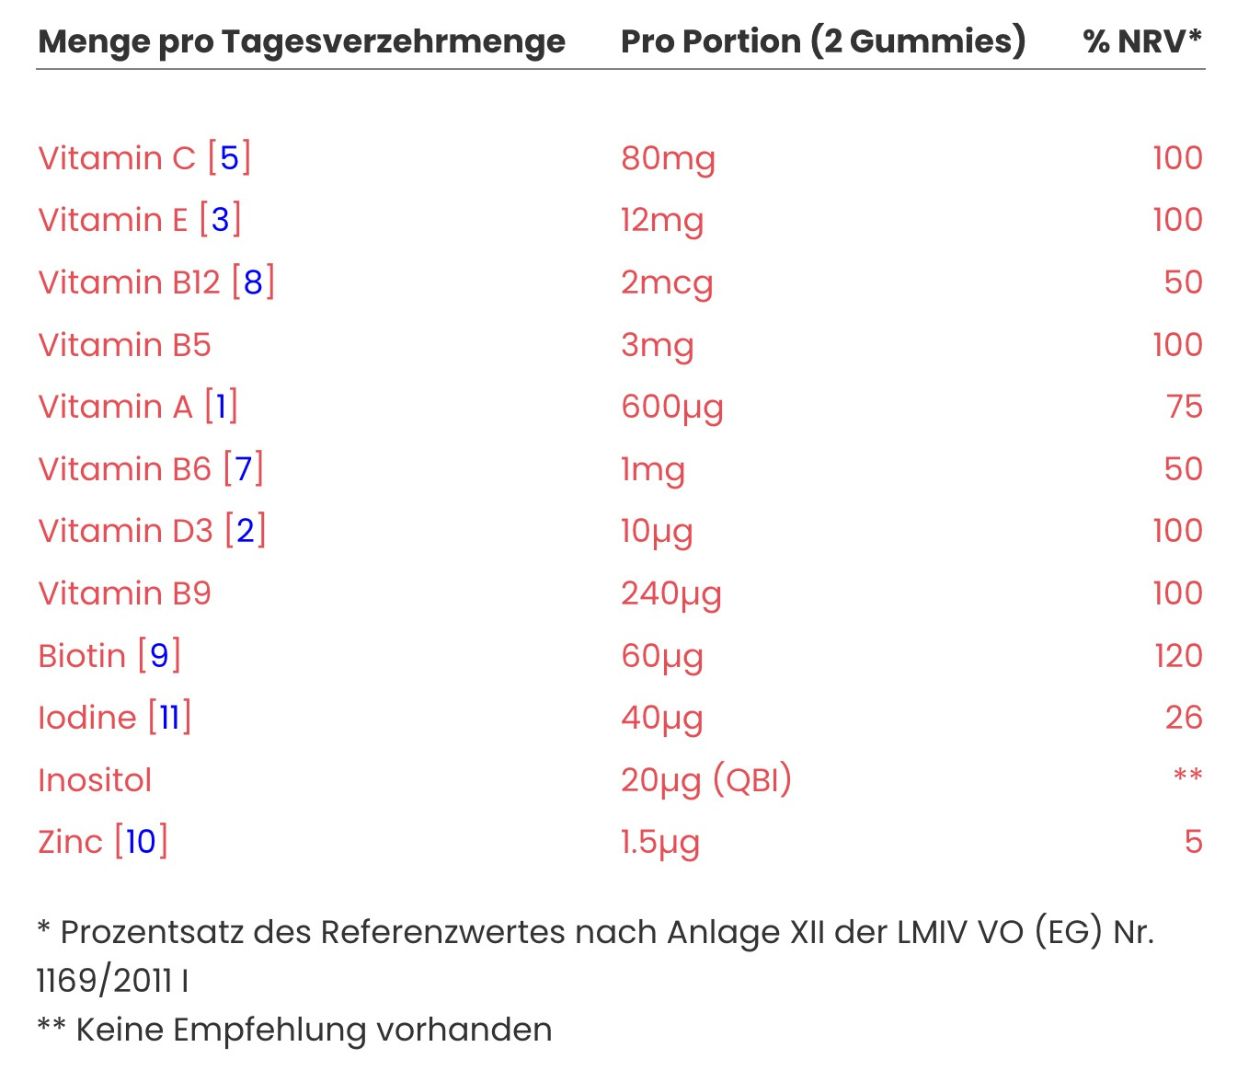 Menge pro Tagesverzehrmenge Pro Portion (2 Gummies) % NRV*
Vitamin C [5] 80mg 100
Vitamin E [3] 12mg 100
Vitamin B12 [8] 2mcg 50
Vitamin B5 3mg 100
Vitamin A [1] 600µg 75
Vitamin B6 [7] 1mg 50
Vitamin D3 [2] 10µg 100
Vitamin B9 240µg 100
Biotin [9] 60µg 120
Iodine [11] 40µg 26
Inositol 20µg (QBI) **
Zinc [10] 1.5µg 5
* Prozentsatz des Referenzwertes nach Anlage XII der LMIV VO (EG) Nr.
1169/2011 I
** Keine Empfehlung vorhanden